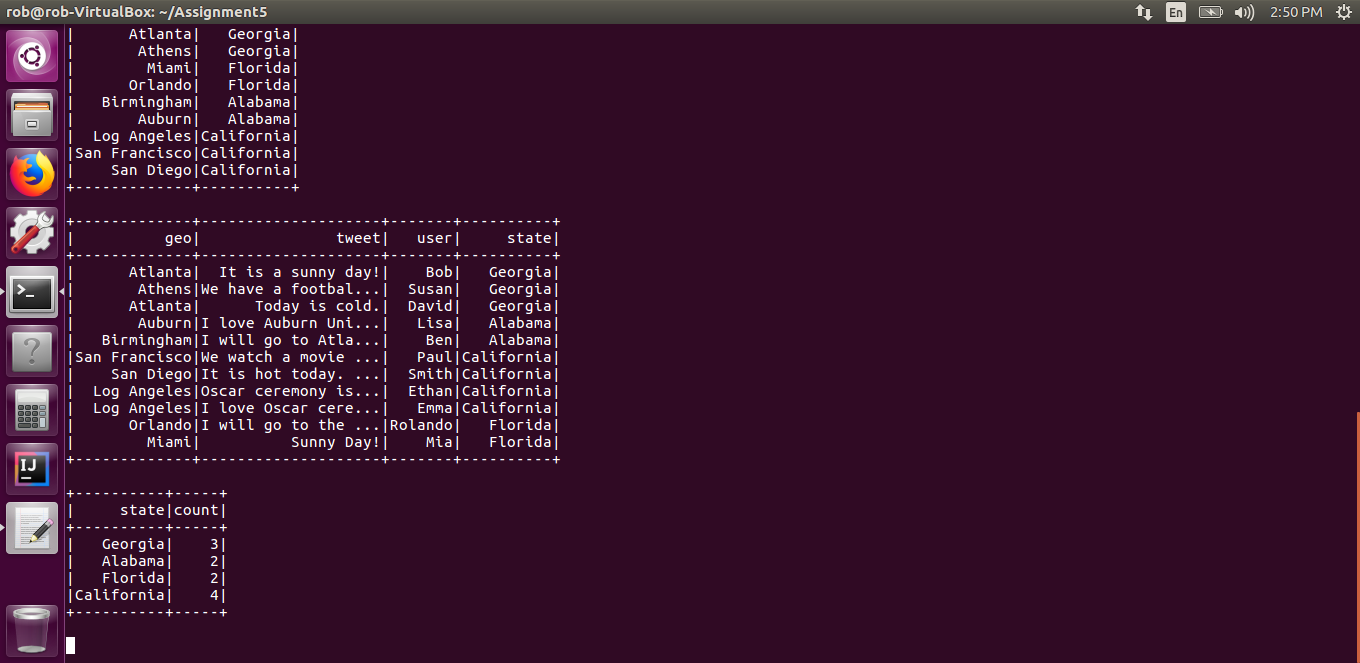 rob@rob-VirtualBox: ~/Assignment5 En 2:50 PM
|      Atlanta|   Georgia|
|       Athens|   Georgia|
|        Miami|   Florida|
|      Orlando|   Florida|
|   Birmingham|   Alabama|
|       Auburn|   Alabama|
|  Log Angeles|California|
|San Francisco|California|
|    San Diego|California|
+-------------+----------+
+-------------+--------------------+-------+----------+
|          geo|               tweet|   user|     state|
+-------------+--------------------+-------+----------+
|      Atlanta|  It is a sunny day!|    Bob|   Georgia|
|       Athens|We have a footbal...|  Susan|   Georgia|
|      Atlanta|      Today is cold.|  David|   Georgia|
|       Auburn|I love Auburn Uni...|   Lisa|   Alabama|
|   Birmingham|I will go to Atla...|    Ben|   Alabama|
|San Francisco|We watch a movie ...|   Paul|California|
|    San Diego|It is hot today. ...|  Smith|California|
|  Log Angeles|Oscar ceremony is...|  Ethan|California|
|  Log Angeles|I love Oscar cere...|   Emma|California|
|      Orlando|I will go to the ...|Rolando|   Florida|
|        Miami|          Sunny Day!|    Mia|   Florida|
+-------------+--------------------+-------+----------+
+----------+-----+
|     state|count|
+----------+-----+
|   Georgia|    3|
|   Alabama|    2|
|   Florida|    2|
|California|    4|
+----------+-----+